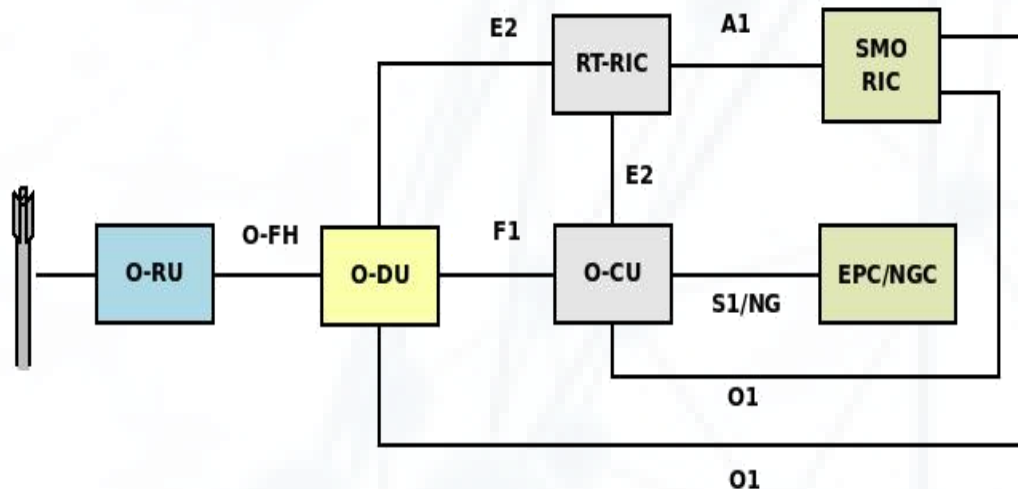 E2
A1
RT-RIC
SMO
RIC
E2
O-FH
F1
O-RU
O-DU
O-CU
EPC/NGC
S1/NG
O1
O1